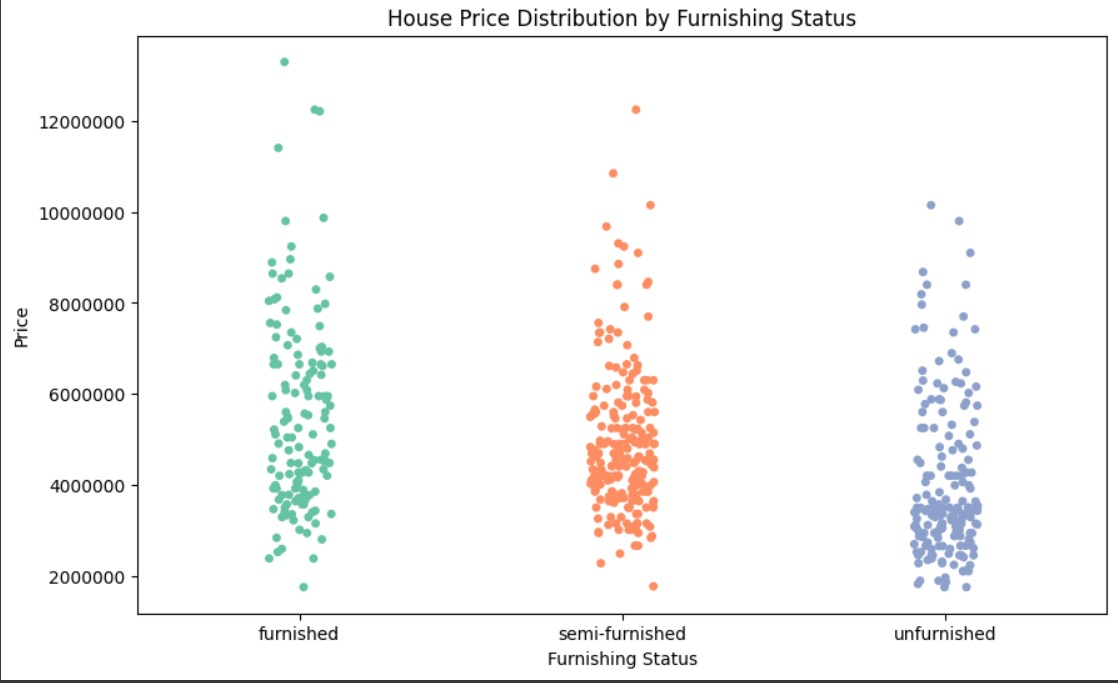 House Price Distribution by Furnishing Status
12000000
10000000
8000000
6000000
4000000
2000000
Price
furnished semi-furnished unfurnished
Furnishing Status